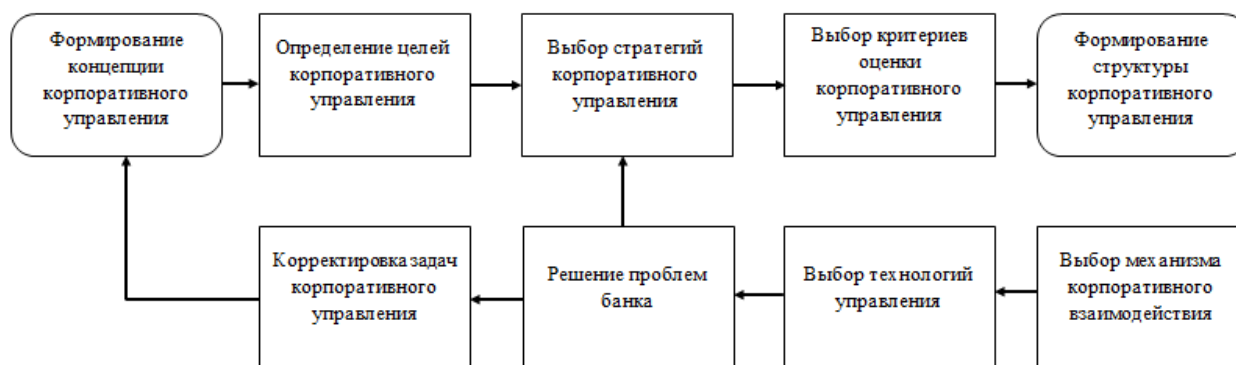 Формирование
концепции
корпоративного
управления
Определение целей
корпоративного
управления
Выбор стратегий
корпоративного
управления
Выбор критериев
оценки
корпоративного
управления
Формирование
структуры
корпоративного
управления
Корректировка задач
корпоративного
управления
Решение проблем
банка
Выбор технологий
управления
Выбор механизма
корпоративного
взаимодействия